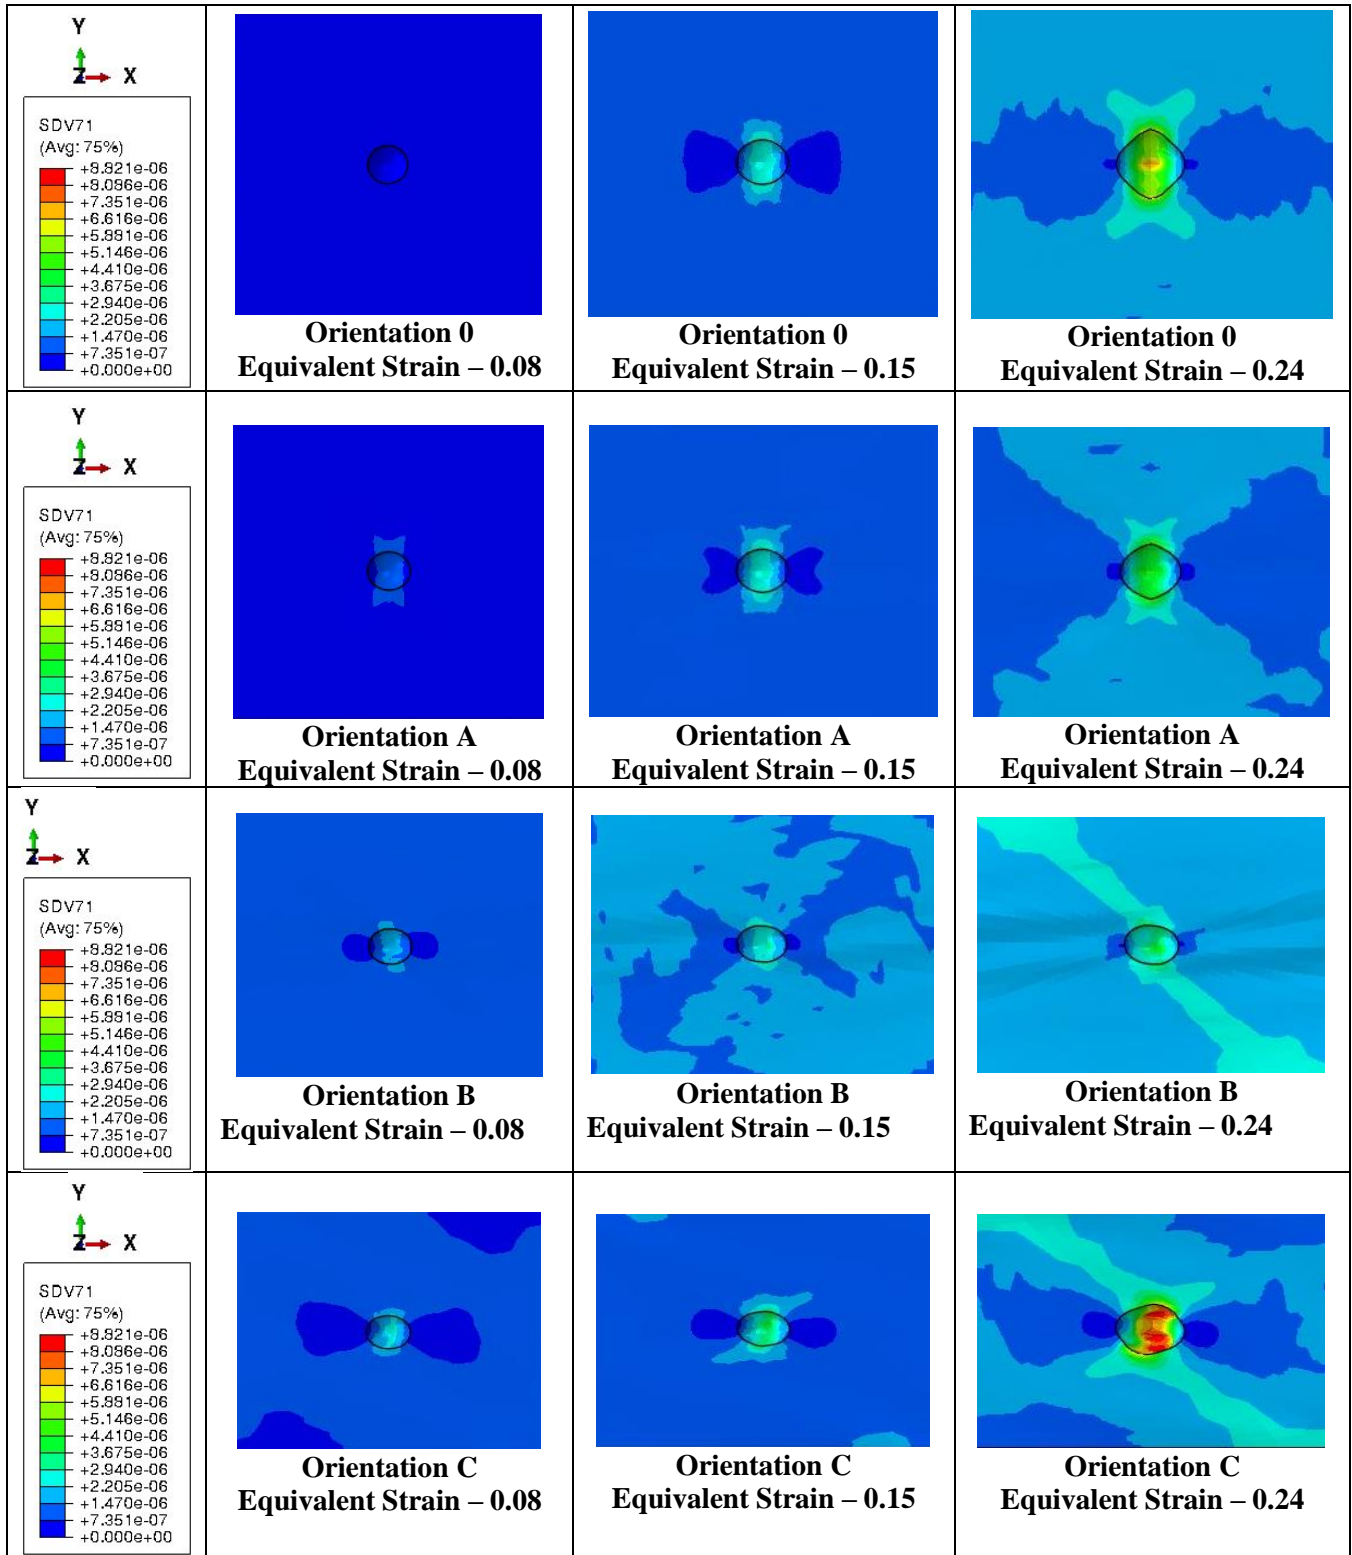 Y
Z X
SDV71
(Avg: 75%)
+8.821e-06
+8.086e-06
+7.351e-06
+6.616e-06
+5.881e-06
+5.146e-06
+4.410e-06
+3.675e-06
+2.940e-06
+2.205e-06
+1.470e-06
+7.351e-07
+0.000e+00
Orientation 0
Equivalent Strain – 0.08
Orientation 0
Equivalent Strain – 0.15
Orientation 0
Equivalent Strain – 0.24
Y
Z X
SDV71
(Avg: 75%)
+8.821e-06
+8.086e-06
+7.351e-06
+6.616e-06
+5.881e-06
+5.146e-06
+4.410e-06
+3.675e-06
+2.940e-06
+2.205e-06
+1.470e-06
+7.351e-07
+0.000e+00
Orientation A
Equivalent Strain – 0.08
Orientation A
Equivalent Strain – 0.15
Orientation A
Equivalent Strain – 0.24
Y
Z X
SDV71
(Avg: 75%)
+8.821e-06
+8.086e-06
+7.351e-06
+6.616e-06
+5.881e-06
+5.146e-06
+4.410e-06
+3.675e-06
+2.940e-06
+2.205e-06
+1.470e-06
+7.351e-07
+0.000e+00
Orientation B
Equivalent Strain – 0.08
Orientation B
Equivalent Strain – 0.15
Orientation B
Equivalent Strain – 0.24
Y
Z X
SDV71
(Avg: 75%)
+8.821e-06
+8.086e-06
+7.351e-06
+6.616e-06
+5.881e-06
+5.146e-06
+4.410e-06
+3.675e-06
+2.940e-06
+2.205e-06
+1.470e-06
+7.351e-07
+0.000e+00
Orientation C
Equivalent Strain – 0.08
Orientation C
Equivalent Strain – 0.15
Orientation C
Equivalent Strain – 0.24